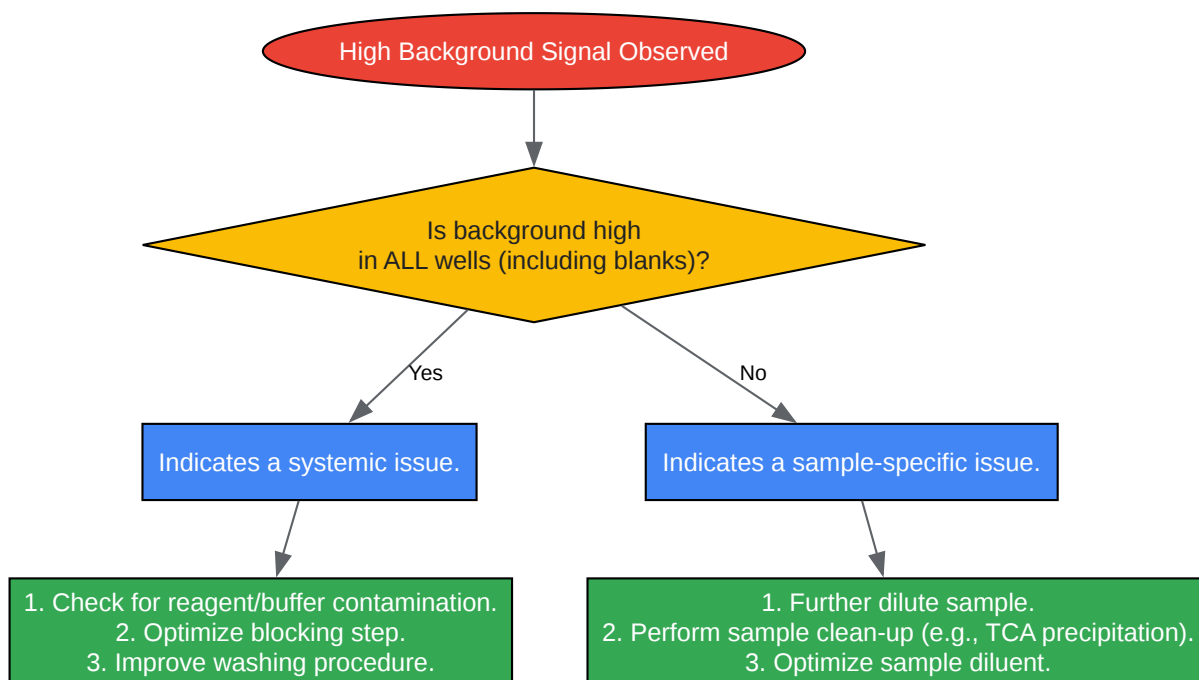 High Background Signal Observed
Is background high
in ALL wells (including blanks)?
Yes
No
Indicates a systemic issue.
Indicates a sample-specific issue.
1. Check for reagent/buffer contamination.
2. Optimize blocking step.
3. Improve washing procedure.
1. Further dilute sample.
2. Perform sample clean-up (e.g., TCA precipitation).
3. Optimize sample diluent.